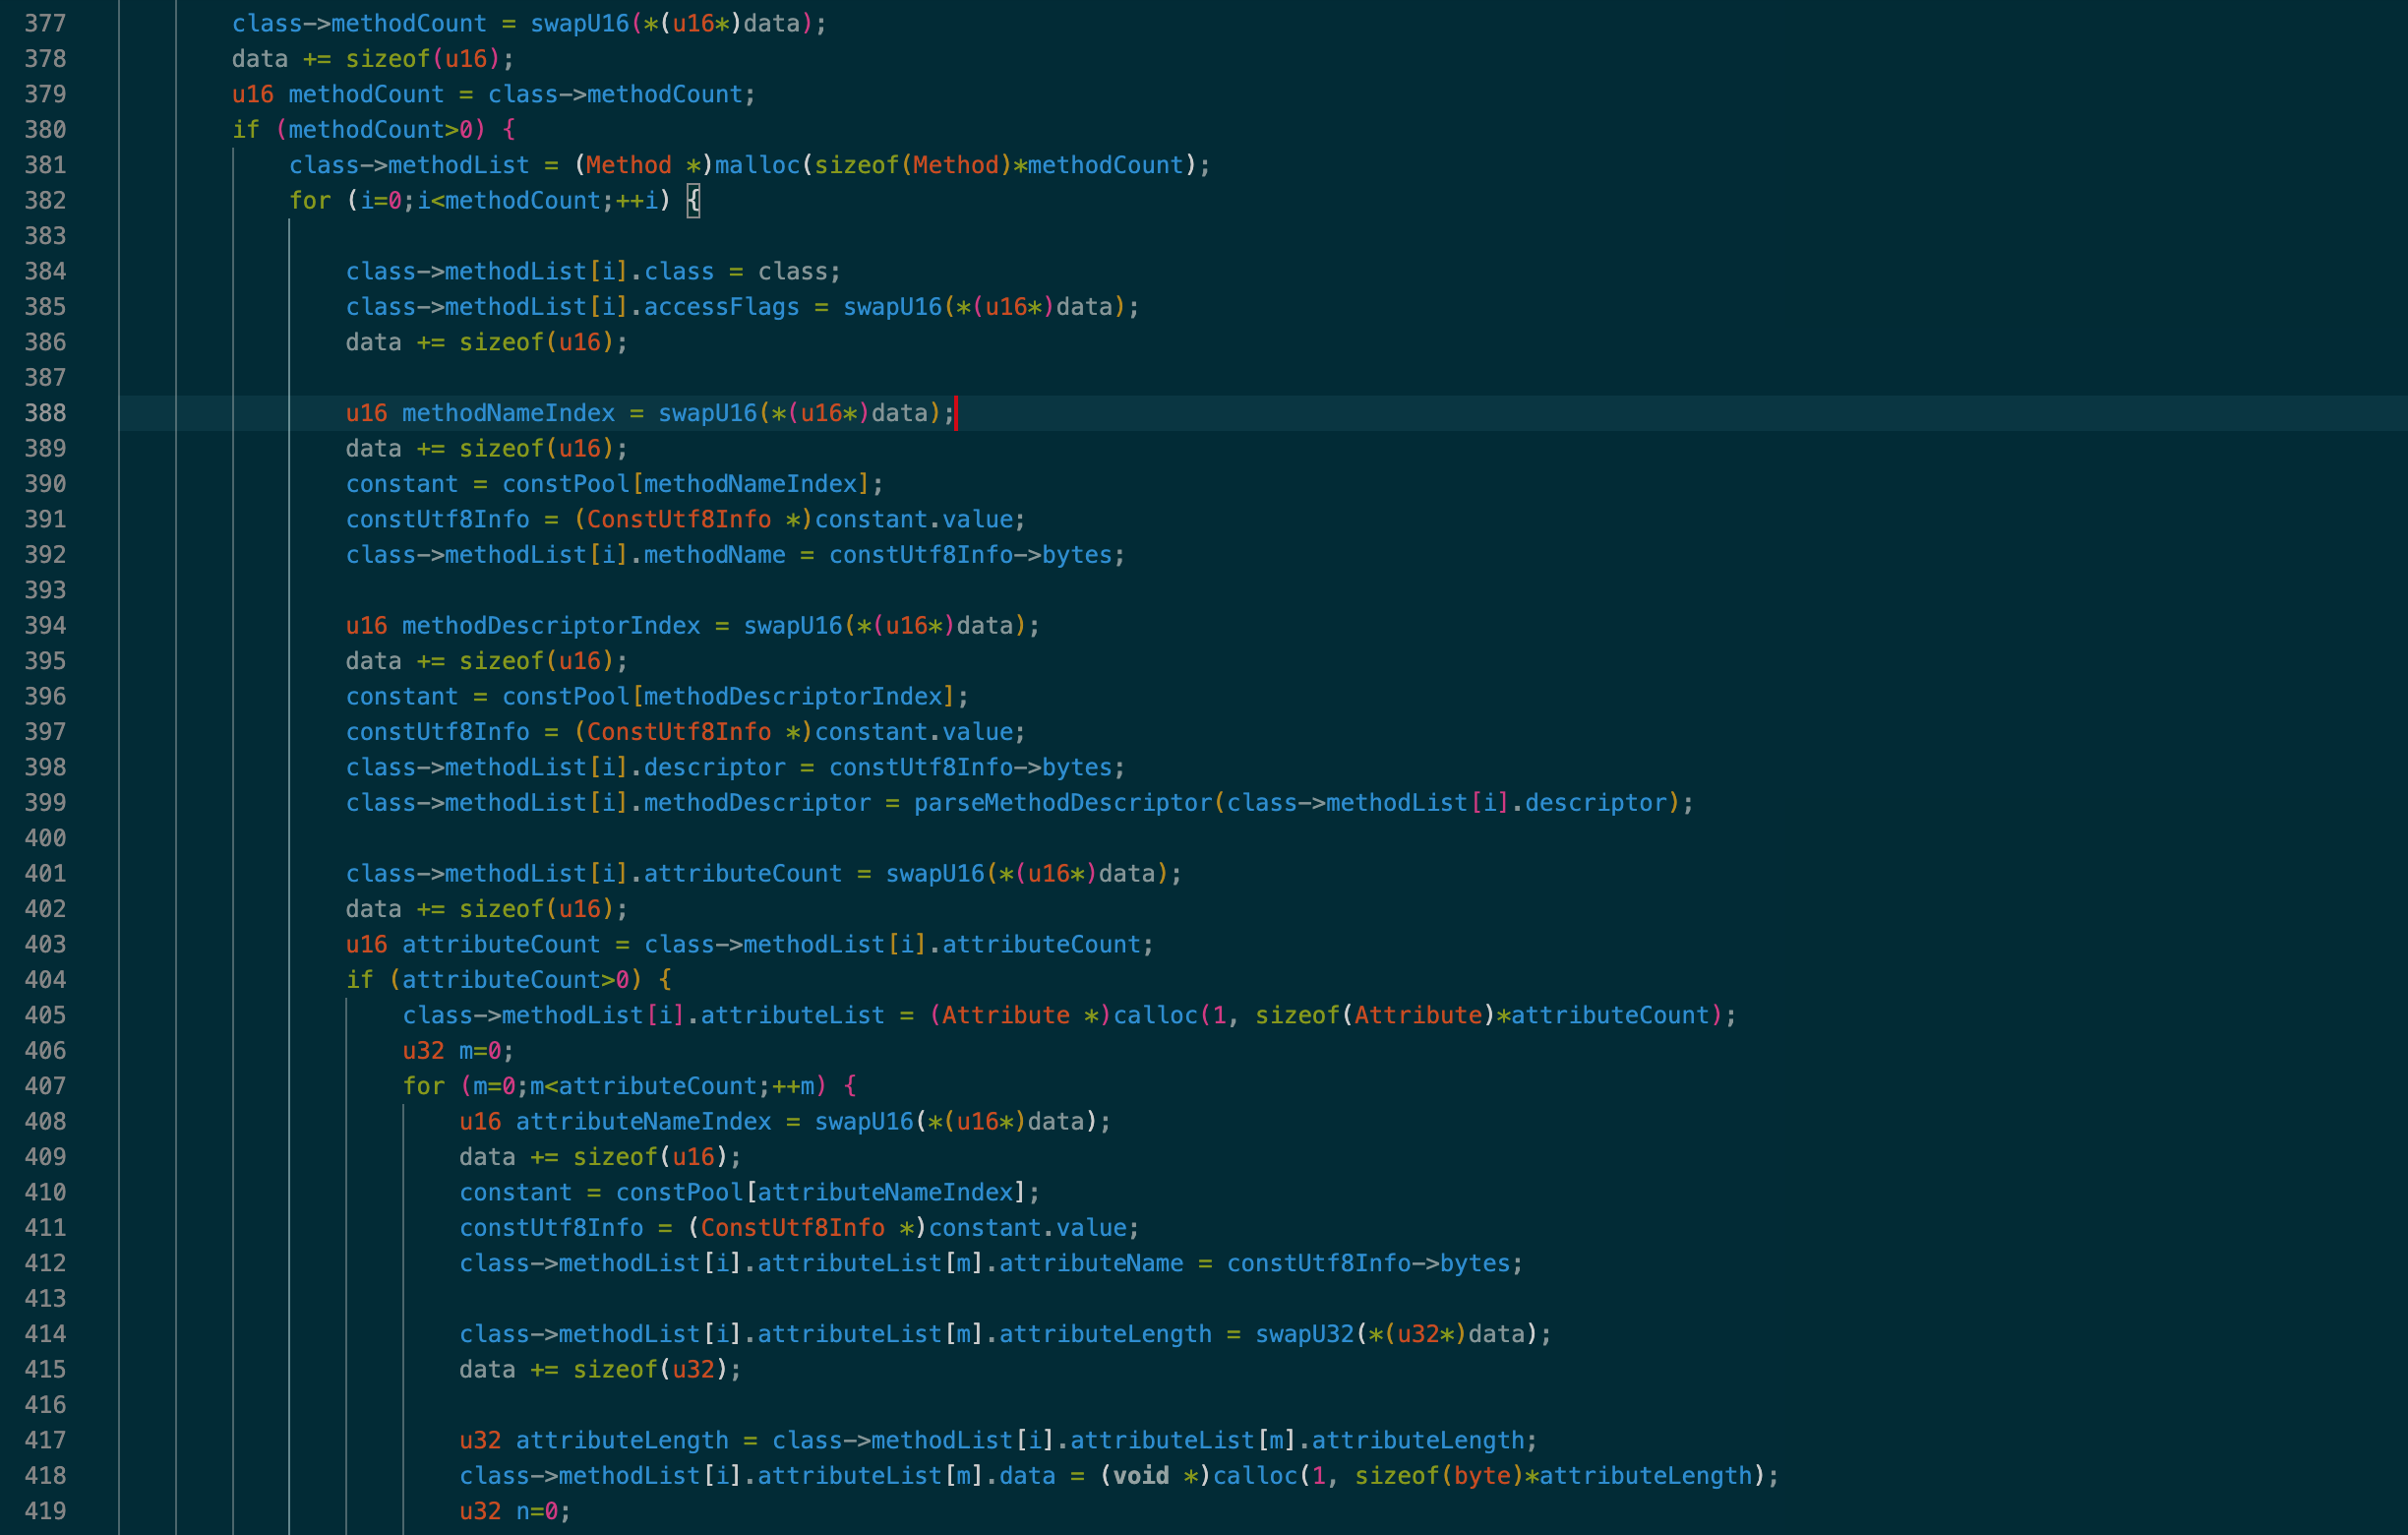 377 class->methodCount = swapU16(*(u16*)data);
378 data += sizeof(u16);
379 u16 methodCount = class->methodCount;
380 if (methodCount>0) {
381 class->methodList = (Method *)malloc(sizeof(Method)*methodCount);
382 for (i=0;i<methodCount;++i) {
383
384 class->methodList[i].class = class;
385 class->methodList[i].accessFlags = swapU16(*(u16*)data);
386 data += sizeof(u16);
387
388 u16 methodNameIndex = swapU16(*(u16*)data);
389 data += sizeof(u16);
390 constant = constPool[methodNameIndex];
391 constUtf8Info = (ConstUtf8Info *)constant.value;
392 class->methodList[i].methodName = constUtf8Info->bytes;
393
394 u16 methodDescriptorIndex = swapU16(*(u16*)data);
395 data += sizeof(u16);
396 constant = constPool[methodDescriptorIndex];
397 constUtf8Info = (ConstUtf8Info *)constant.value;
398 class->methodList[i].descriptor = constUtf8Info->bytes;
399 class->methodList[i].methodDescriptor = parseMethodDescriptor(class->methodList[i].descriptor);
400
401 class->methodList[i].attributeCount = swapU16(*(u16*)data);
402 data += sizeof(u16);
403 u16 attributeCount = class->methodList[i].attributeCount;
404 if (attributeCount>0) {
405 class->methodList[i].attributeList = (Attribute *)calloc(1, sizeof(Attribute)*attributeCount);
406 u32 m=0;
407 for (m=0;m<attributeCount;++m) {
408 u16 attributeNameIndex = swapU16(*(u16*)data);
409 data += sizeof(u16);
410 constant = constPool[attributeNameIndex];
411 constUtf8Info = (ConstUtf8Info *)constant.value;
412 class->methodList[i].attributeList[m].attributeName = constUtf8Info->bytes;
413
414 class->methodList[i].attributeList[m].attributeLength = swapU32(*(u32*)data);
415 data += sizeof(u32);
416
417 u32 attributeLength = class->methodList[i].attributeList[m].attributeLength;
418 class->methodList[i].attributeList[m].data = (void *)calloc(1, sizeof(byte)*attributeLength);
419 u32 n=0;